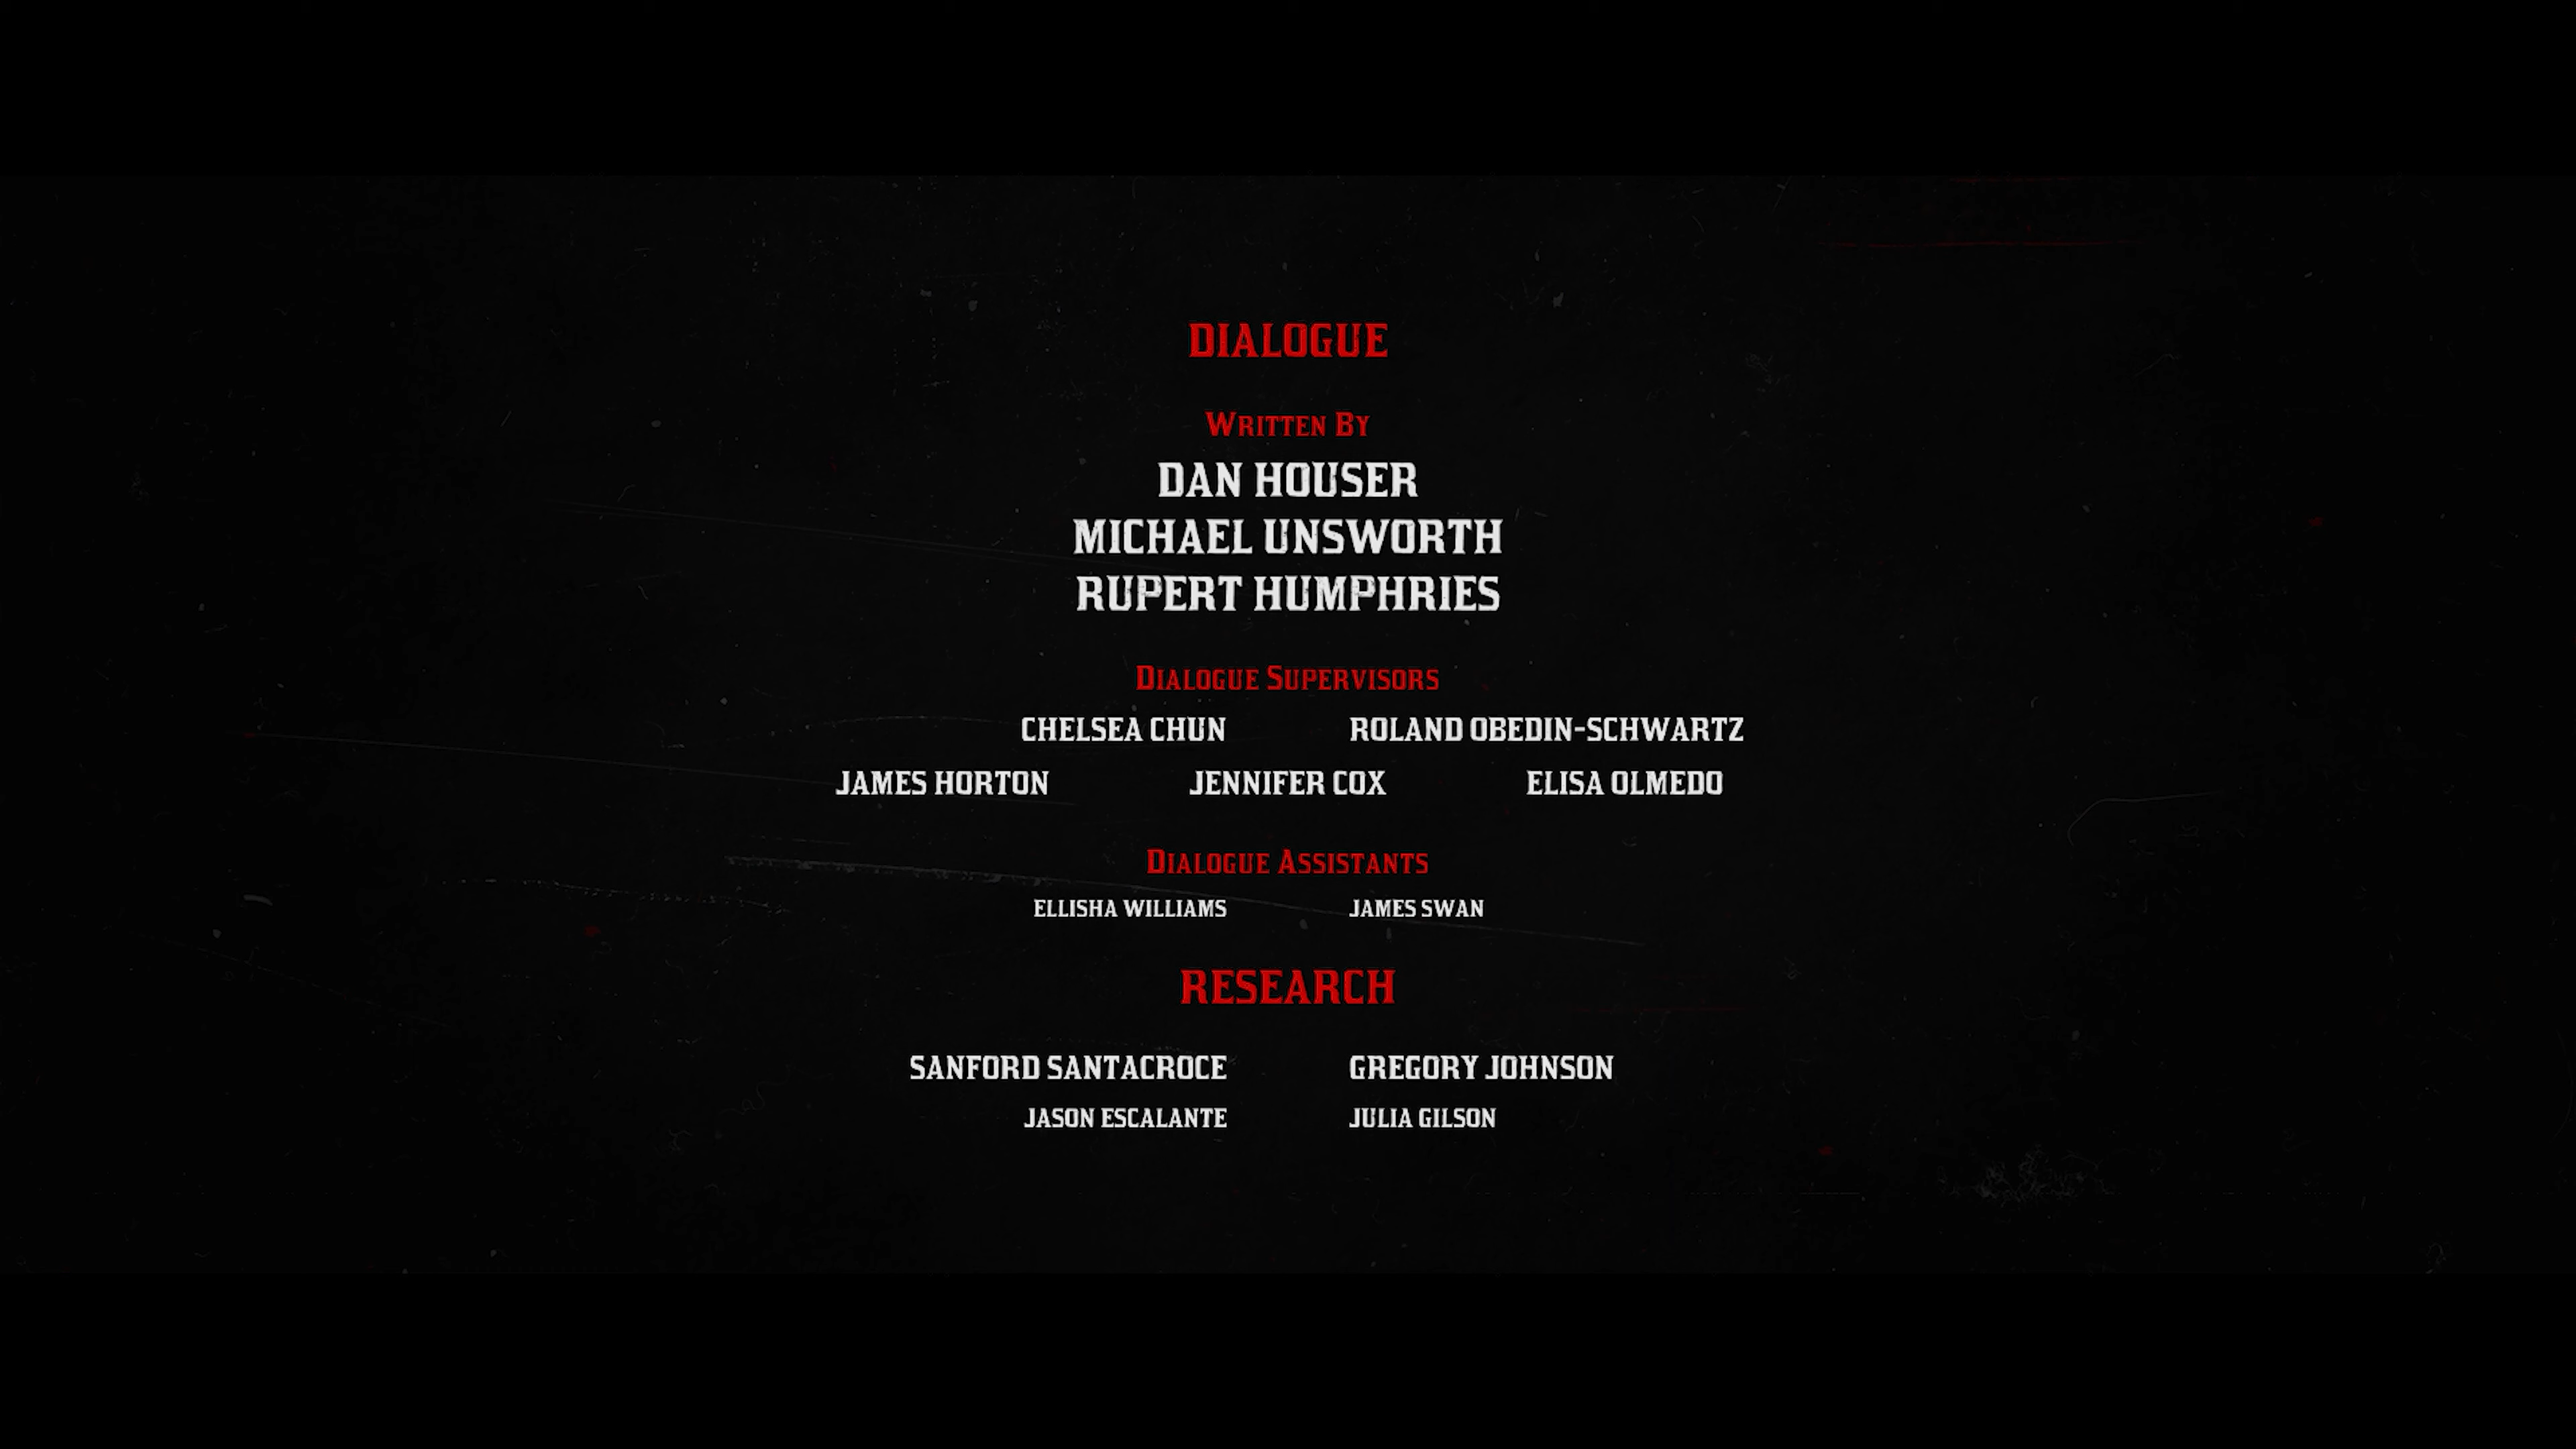 DIALOGUE
WRITTEN BY
DAN HOUSER
MICHAEL UNSWORTH
RUPERT HUMPHRIES
DIALOGUE SUPERVISORS
CHELSEA CHUN ROLAND OBEDIN-SCHWARTZ
JAMES HORTON JENNIFER COX ELISA OLMEDO
DIALOGUE ASSISTANTS
ELLISHA WILLIAMS JAMES SWAN
RESEARCH
SANFORD SANTACROCE GREGORY JOHNSON
JASON ESCALANTE JULIA GILSON